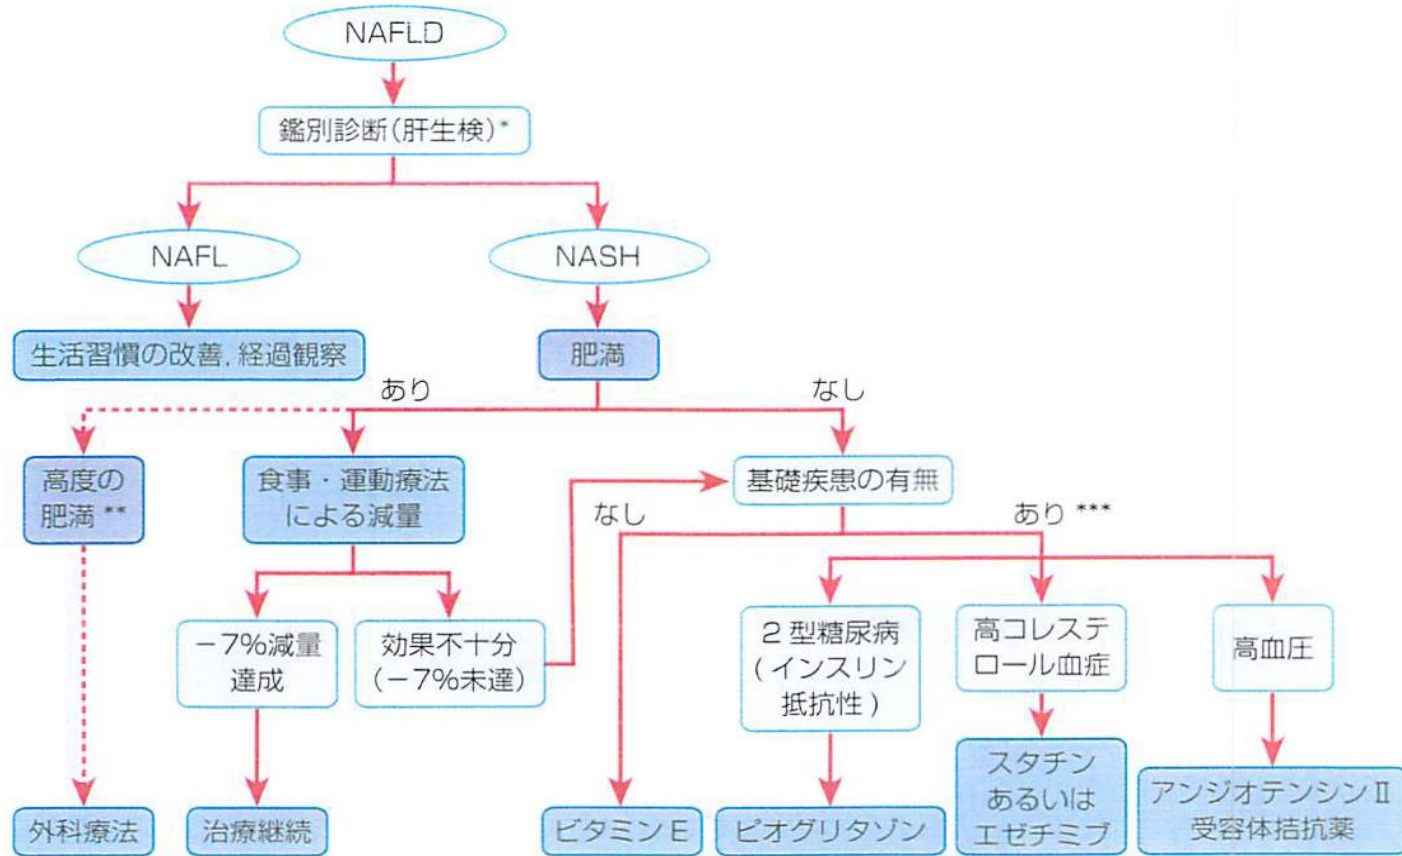 NAFLD
鑑別診断(肝生検)*
NAFL
NASH
生活習慣の改善, 経過観察
肥満
あり
なし
高度の
肥満 **
食事・運動療法
による減量
基礎疾患の有無
なし
あり ***
−7%減量
達成
効果不十分
(−7%未達)
2型糖尿病
(インスリン
抵抗性)
高コレステ
ロール血症
高血圧
外科療法
治療継続
ビタミンE
ピオグリタゾン
スタチン
あるいは
エゼチミブ
アンジオテンシンⅡ
受容体拮抗薬